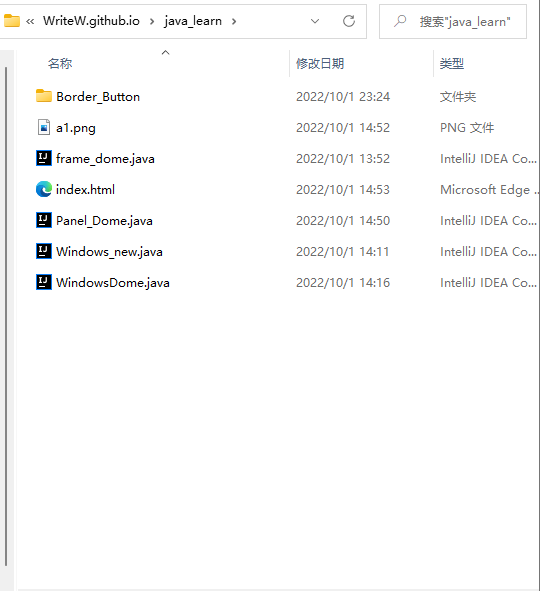 « WriteW.github.io › java_learn ›
搜索"java_learn"
名称 修改日期 类型
Border_Button 2022/10/1 23:24 文件夹
a1.png 2022/10/1 14:52 PNG 文件
frame_dome.java 2022/10/1 13:52 IntelliJ IDEA Co...
index.html 2022/10/1 14:53 Microsoft Edge ...
Panel_Dome.java 2022/10/1 14:50 IntelliJ IDEA Co...
Windows_new.java 2022/10/1 14:11 IntelliJ IDEA Co...
WindowsDome.java 2022/10/1 14:16 IntelliJ IDEA Co...